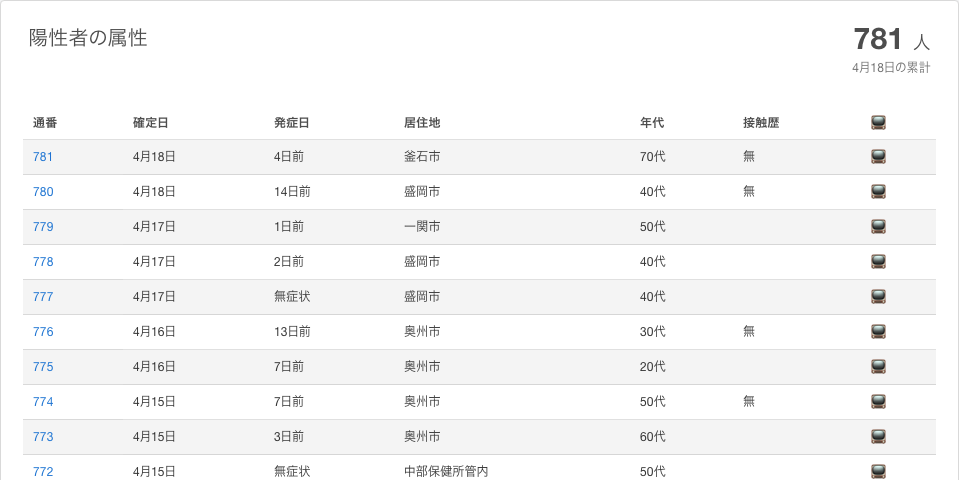 陽性者の属性
781 人
4月18日の累計
通番 確定日 発症日 居住地 年代 接触歴
781 4月18日 4日前 釜石市 70代 無
780 4月18日 14日前 盛岡市 40代 無
779 4月17日 1日前 一関市 50代
778 4月17日 2日前 盛岡市 40代
777 4月17日 無症状 盛岡市 40代
776 4月16日 13日前 奥州市 30代 無
775 4月16日 7日前 奥州市 20代
774 4月15日 7日前 奥州市 50代 無
773 4月15日 3日前 奥州市 60代
772 4月15日 無症状 中部保健所管内 50代